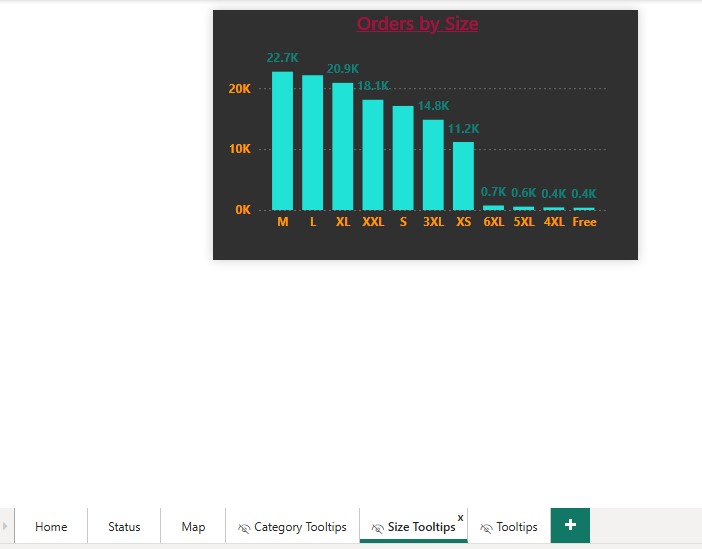 Orders by Size
22.7K
20.9K
18.1K
14.8K
11.2K
0.7K 0.6K 0.4K 0.4K
20K
10K
0K
M L XL XXL S 3XL XS 6XL 5XL 4XL Free
Home Status Map Category Tooltips Size Tooltips x Tooltips +